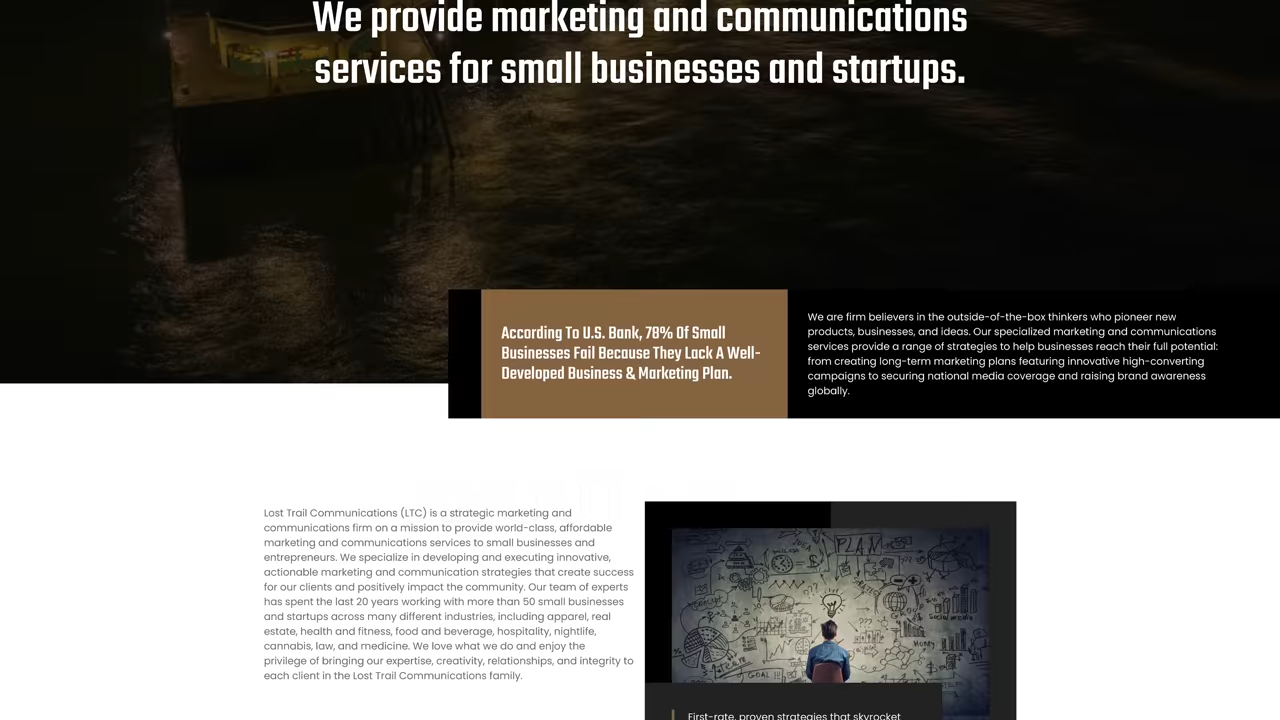 We provide marketing and communications
services for small businesses and startups.
According To U.S. Bank, 78% Of Small
Businesses Fail Because They Lack A Well-
Developed Business & Marketing Plan.
We are firm believers in the outside-of-the-box thinkers who pioneer new
products, businesses, and ideas. Our specialized marketing and communications
services provide a range of strategies to help businesses reach their full potential:
from creating long-term marketing plans featuring innovative high-converting
campaigns to securing national media coverage and raising brand awareness
globally.
Lost Trail Communications (LTC) is a strategic marketing and
communications firm on a mission to provide world-class, affordable
marketing and communications services to small businesses and
entrepreneurs. We specialize in developing and executing innovative,
actionable marketing and communication strategies that create success
for our clients and positively impact the community. Our team of experts
has spent the last 20 years working with more than 50 small businesses
and startups across many different industries, including apparel, real
estate, health and fitness, food and beverage, hospitality, nightlife,
cannabis, law, and medicine. We love what we do and enjoy the
privilege of bringing our expertise, creativity, relationships, and integrity to
each client in the Lost Trail Communications family.
PLAN
???
Social media
???
MONEY
GOAL !!!
First-rate, proven strategies that skyrocket